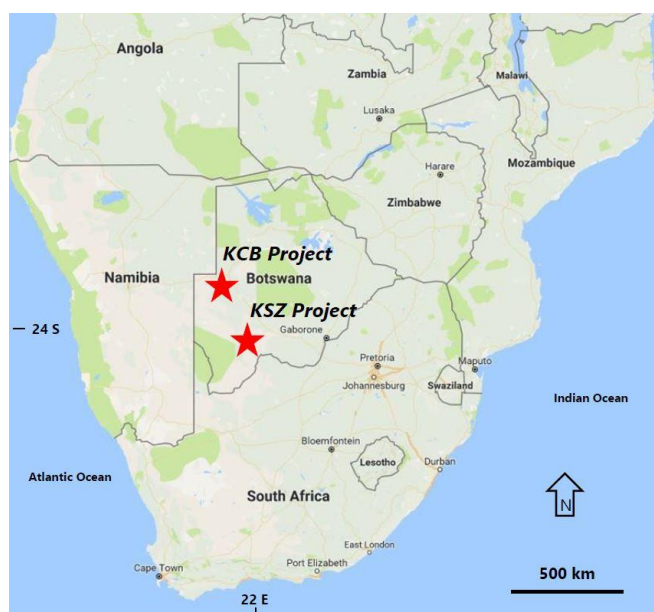 Angola
Zambia
Malawi
Lusaka
Mozambique
Harare
Zimbabwe
KCB Project
Namibia
Botswana
KSZ Project
24 S
Gaborone
Pretoria
Maputo
Johannesburg
Swaziland
Indian Ocean
Bloemfontein
Lesotho
Durban
Atlantic Ocean
South Africa
N
East London
Port Elizabeth
Cape Town
500 km
22 E